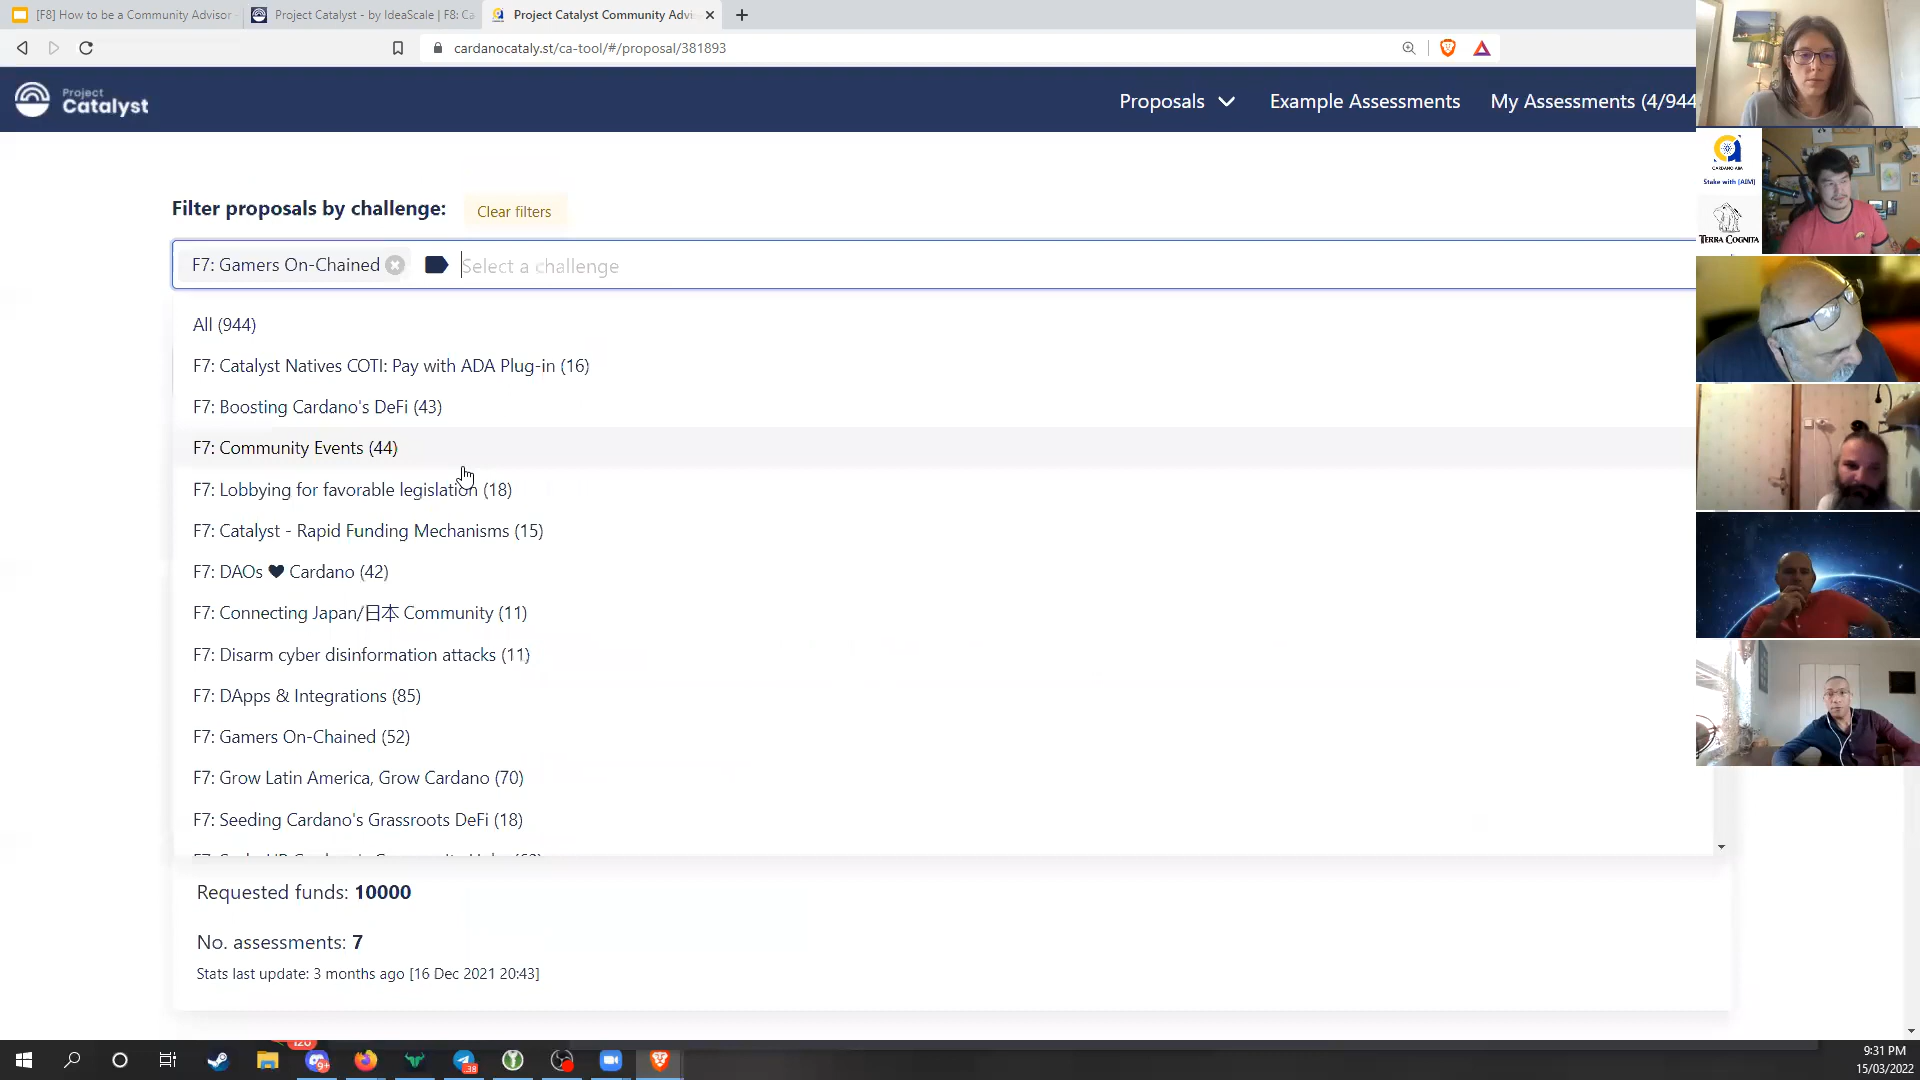 [F8] How to be a Community Advisor
Project Catalyst - by IdeaScale | F8: Ca
Project Catalyst Community Advi
cardanocataly.st/ca-tool/#/proposal/381893
Project
Catalyst
Proposals
Example Assessments
My Assessments (4/944
CARDANO AIM
Stake with [AIM]
TERRA COGNITA
Filter proposals by challenge:
Clear filters
F7: Gamers On-Chained
Select a challenge
All (944)
F7: Catalyst Natives COTI: Pay with ADA Plug-in (16)
F7: Boosting Cardano's DeFi (43)
F7: Community Events (44)
F7: Lobbying for favorable legislation (18)
F7: Catalyst - Rapid Funding Mechanisms (15)
F7: DAOs ♥ Cardano (42)
F7: Connecting Japan/日本 Community (11)
F7: Disarm cyber disinformation attacks (11)
F7: DApps & Integrations (85)
F7: Gamers On-Chained (52)
F7: Grow Latin America, Grow Cardano (70)
F7: Seeding Cardano's Grassroots DeFi (18)
Requested funds: 10000
No. assessments: 7
Stats last update: 3 months ago [16 Dec 2021 20:43]
9+
38
9:31 PM
15/03/2022